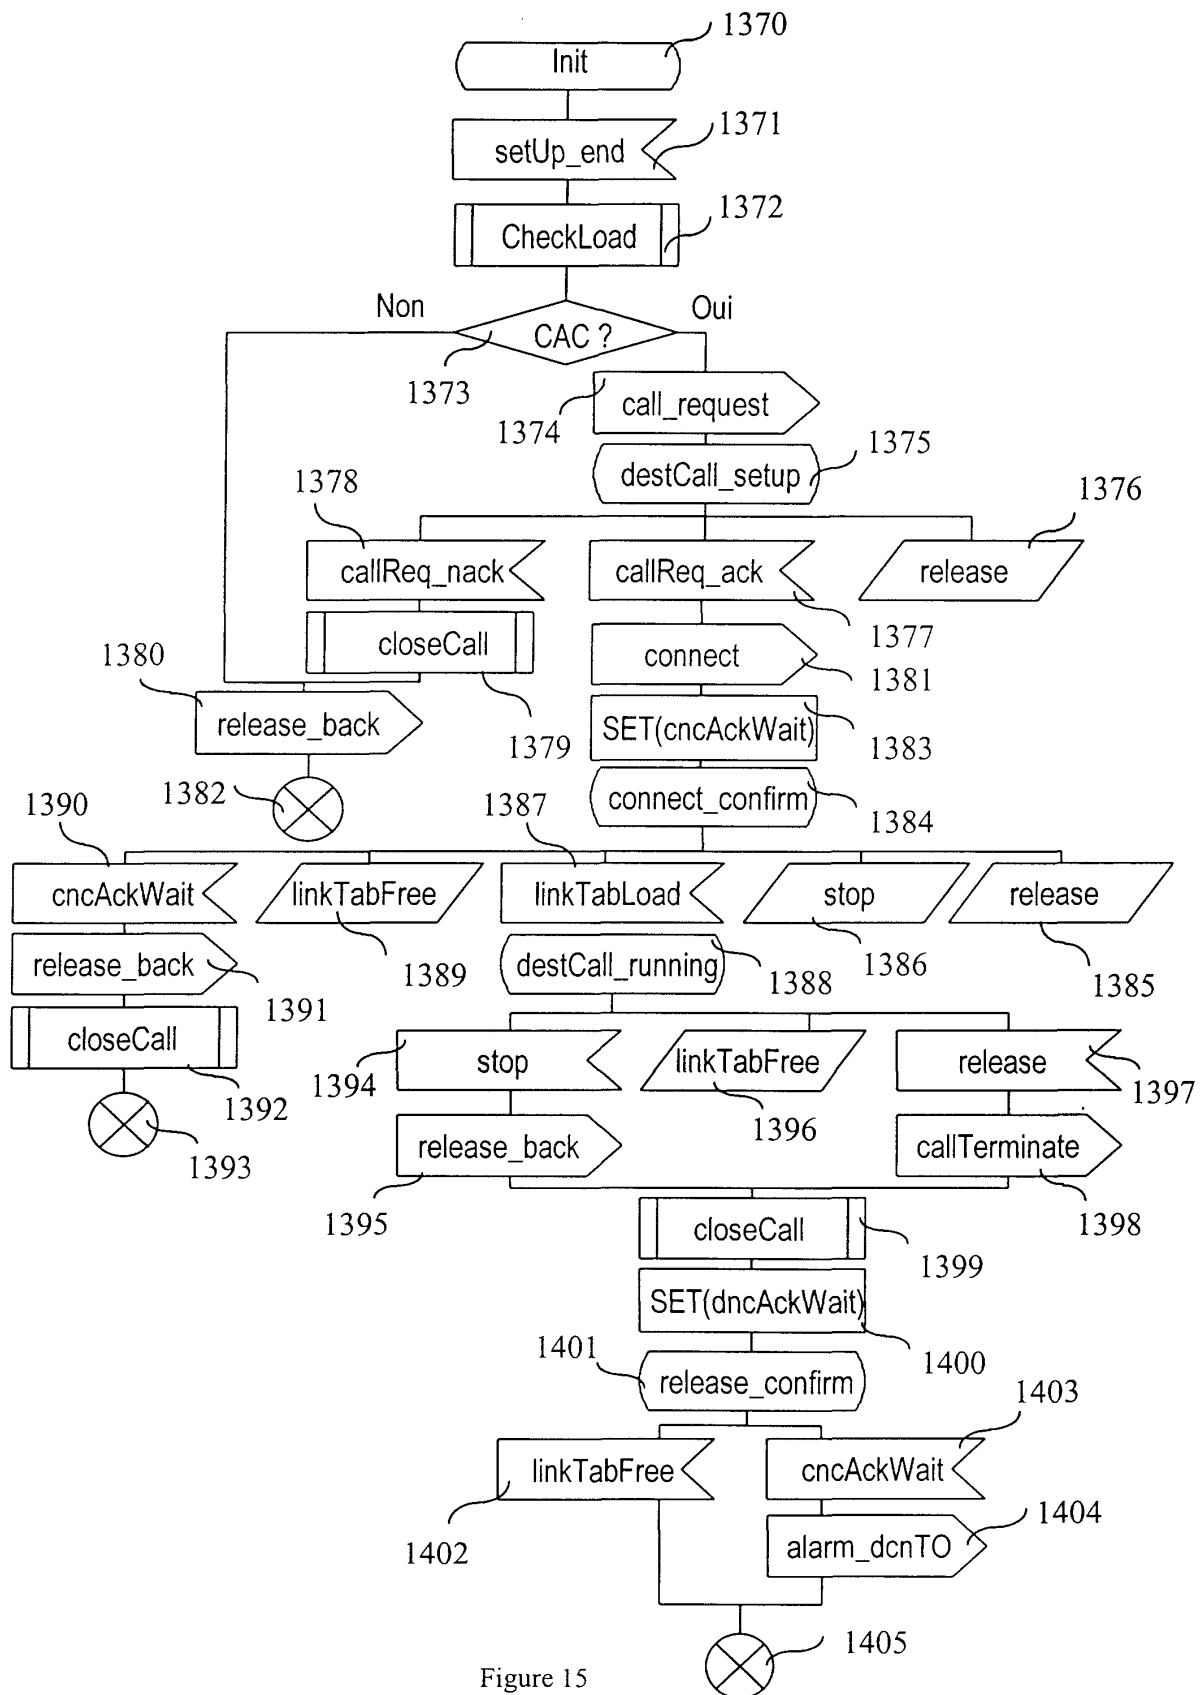 1370
Init
1371
setUp_end
1372
CheckLoad
Non
Oui
CAC ?
1373
call_request
1374
1375
destCall_setup
1378
1376
callReq_nack
callReq_ack
release
1377
closeCall
connect
1380
1381
release_back
1379
SET(cncAckWait)
1383
1382
connect_confirm
1384
1390
1387
cncAckWait
linkTabFree
linkTabLoad
stop
release
release_back
destCall_running
1389
1388
1386
1385
1391
closeCall
1394
stop
linkTabFree
release
1397
1392
1396
1393
release_back
callTerminate
1395
1398
closeCall
1399
SET(dncAckWait)
1401
1400
release_confirm
1403
linkTabFree
cncAckWait
1404
1402
alarm_dcnTO
1405
Figure 15